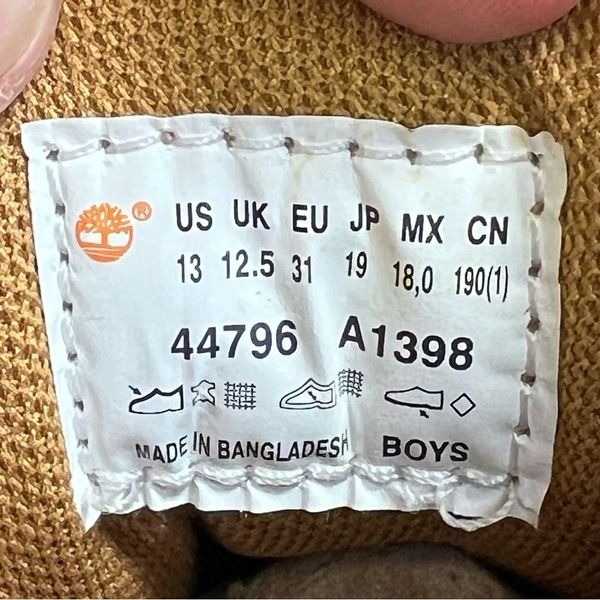 ® US UK EU JP MX CN
13 12.5 31 19 18,0 190(1)
44796 A1398
MADE IN BANGLADESH BOYS